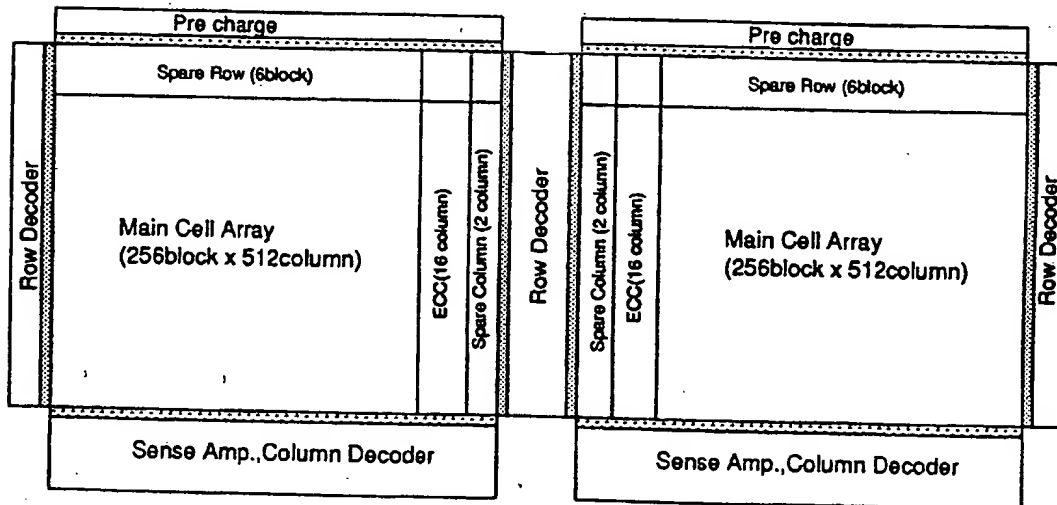 Pre charge
Spare Row (6block)
Row Decoder
Main Cell Array
(256block x 512column)
ECC(16 column)
Spare Column (2 column)
Sense Amp.,Column Decoder
Row Decoder
Pre charge
Spare Row (6block)
Spare Column (2 column)
ECC(16 column)
Main Cell Array
(256block x 512column)
Row Decoder
Sense Amp.,Column Decoder